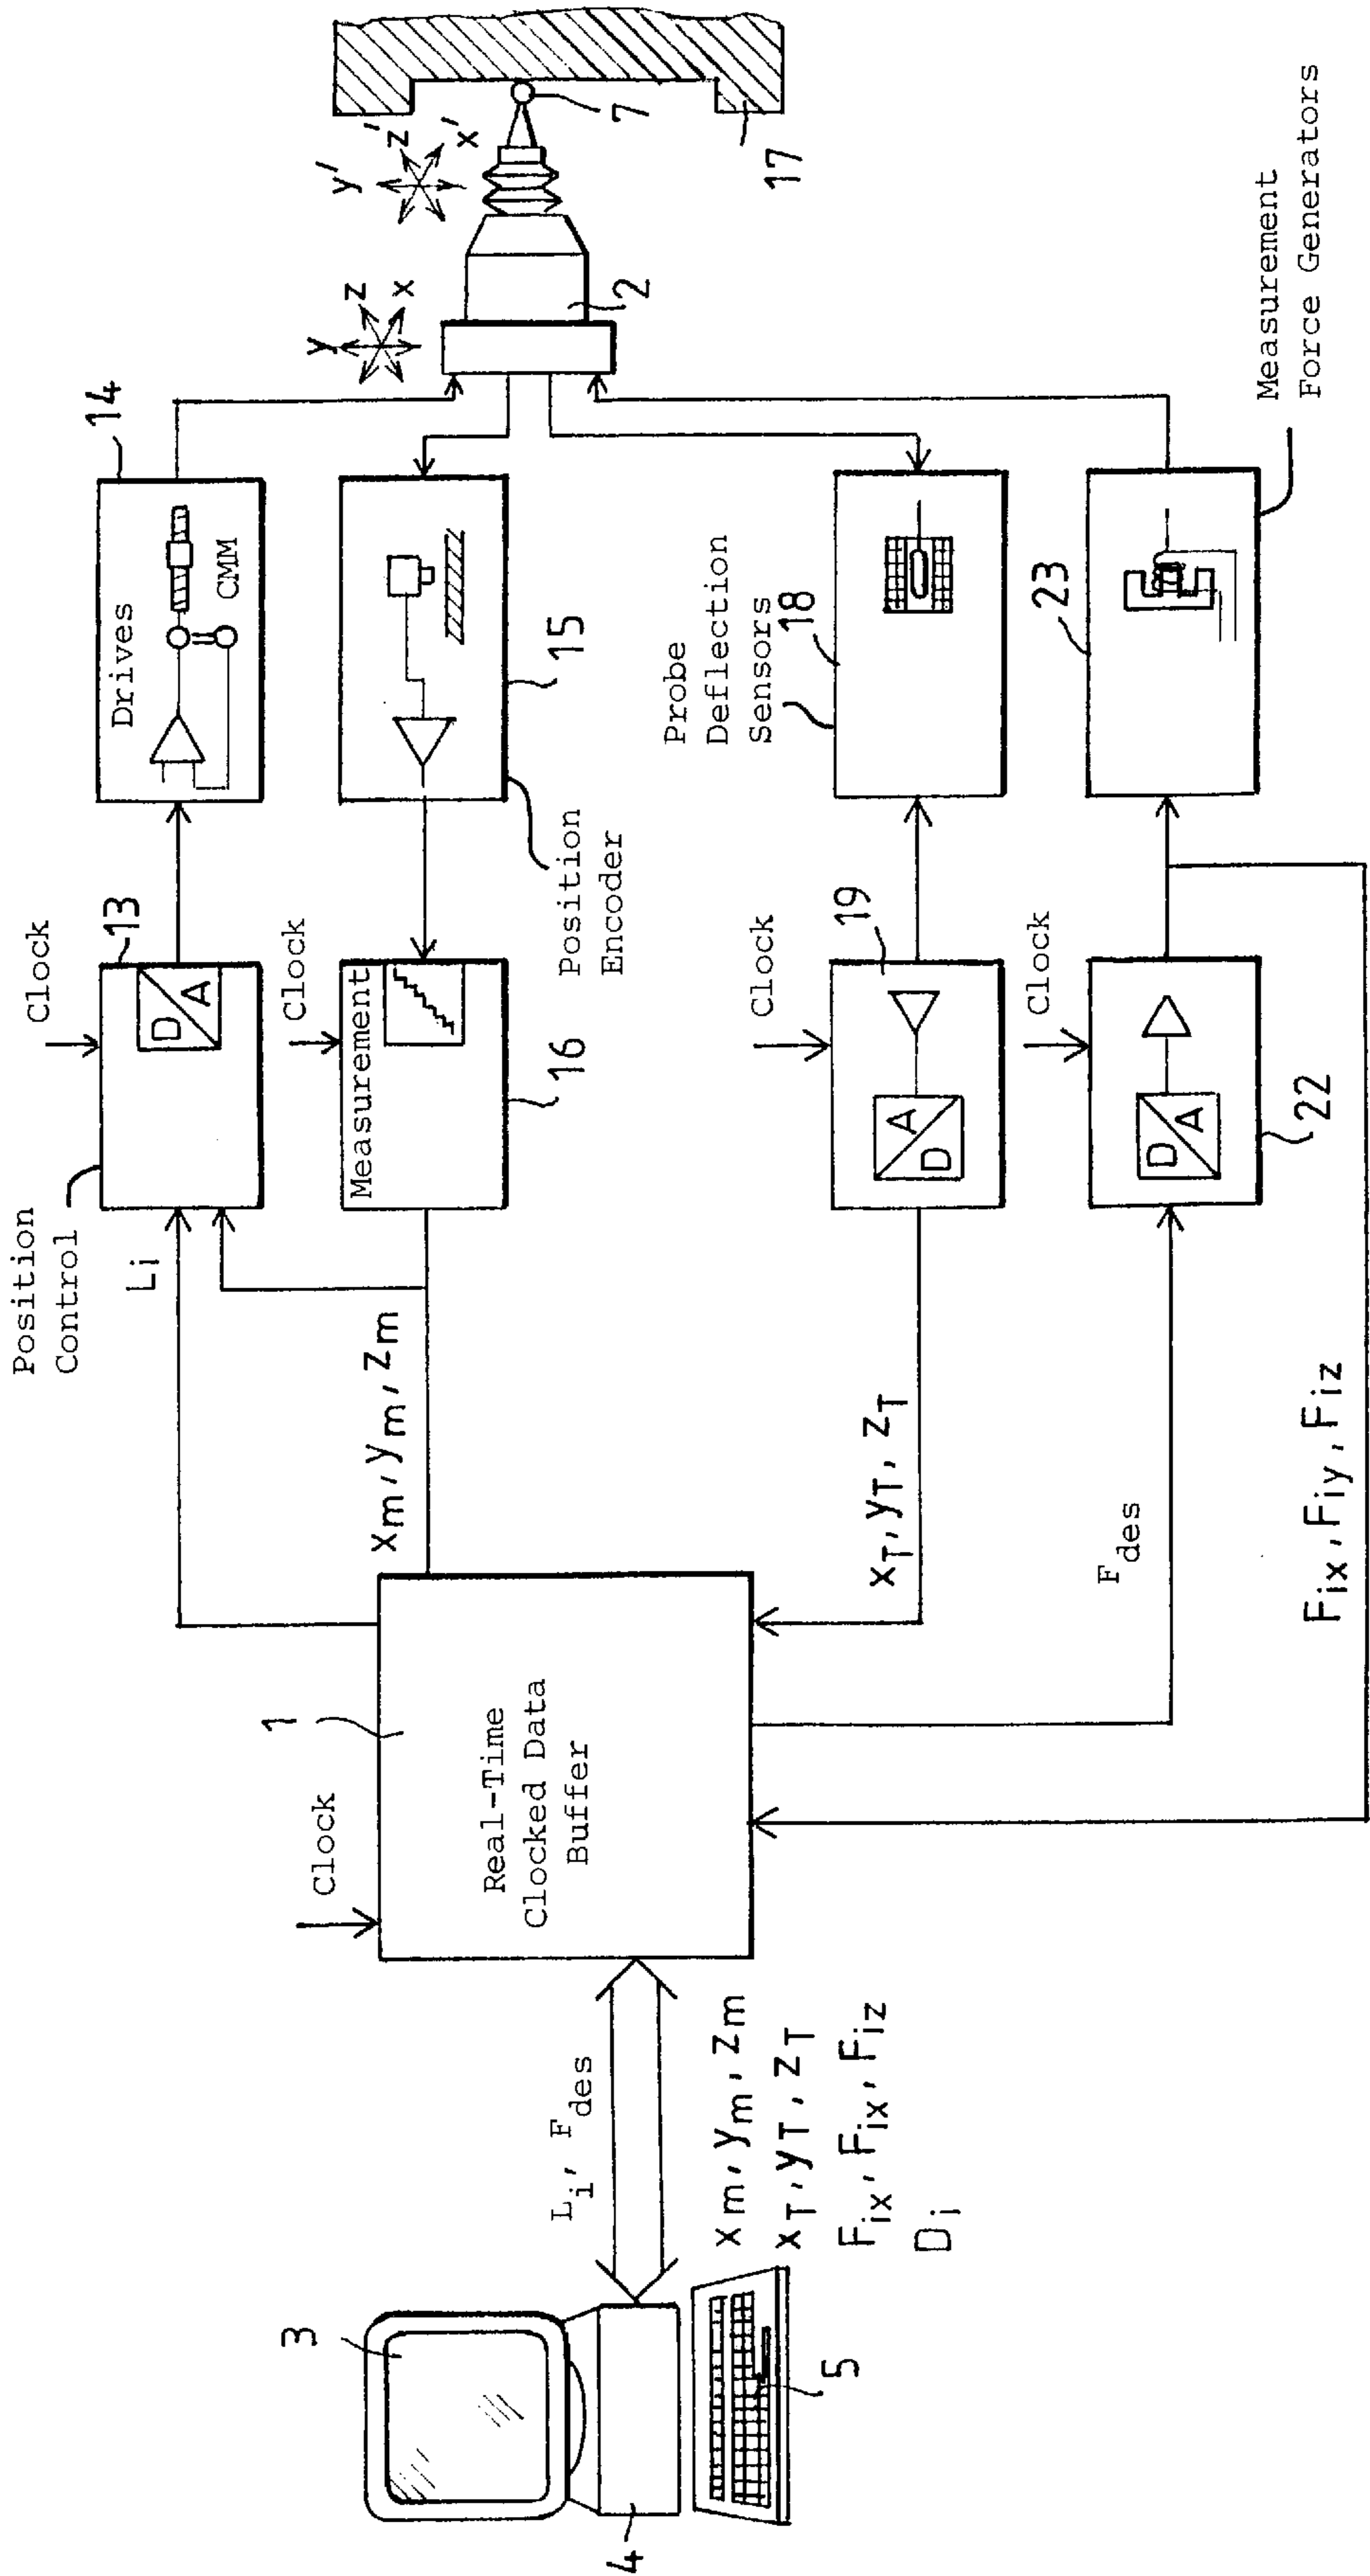 3
4
5
Li, Fdes
xm, ym, zm
xT, yT, zT
Fix, Fix, Fiz
Di
Clock
1
Real-Time
Clocked Data
Buffer
xm, ym, zm
xT, yT, zT
Fdes
Fix, Fiy, Fiz
Position
Control
Li
Clock
13
D
A
Clock
Measurement
16
Clock
19
A
D
Clock
D
A
22
14
Drives
CMM
15
Position
Encoder
Probe
Deflection
Sensors
18
23
Measurement
Force Generators
y
z
x
2
y'
z'
x'
7
17